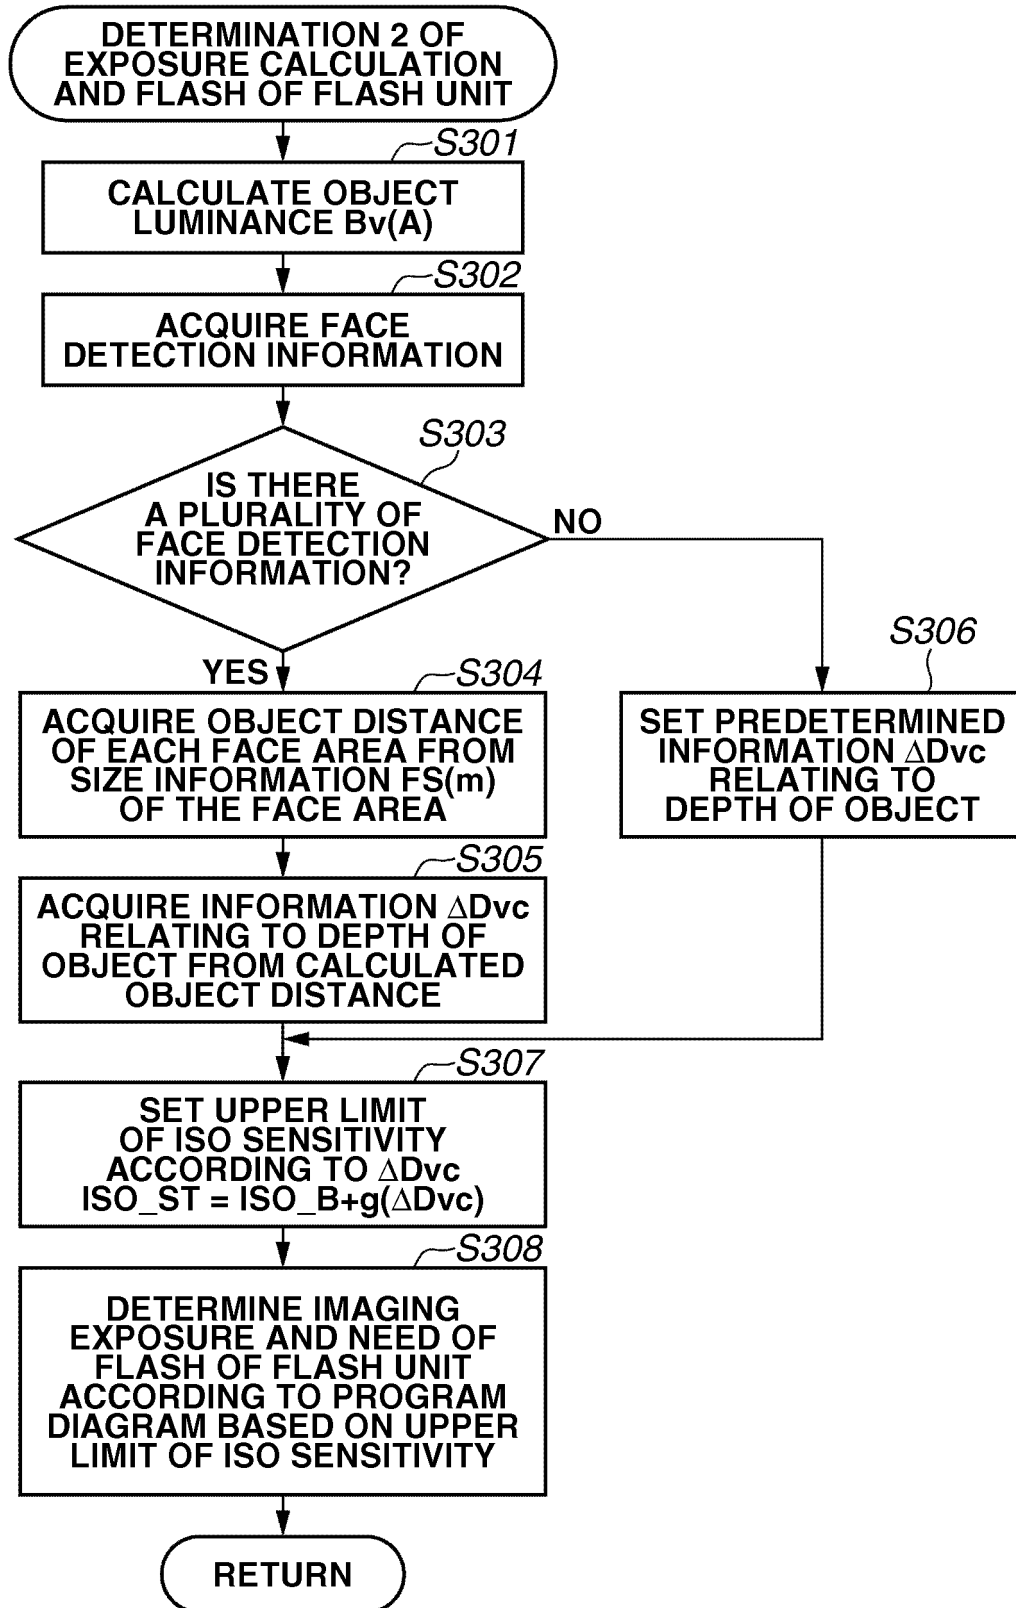 DETERMINATION 2 OF
EXPOSURE CALCULATION
AND FLASH OF FLASH UNIT
S301
CALCULATE OBJECT
LUMINANCE Bv(A)
S302
ACQUIRE FACE
DETECTION INFORMATION
S303
IS THERE
A PLURALITY OF
FACE DETECTION
INFORMATION?
NO
YES
S304
ACQUIRE OBJECT DISTANCE
OF EACH FACE AREA FROM
SIZE INFORMATION FS(m)
OF THE FACE AREA
S306
SET PREDETERMINED
INFORMATION ΔDvc
RELATING TO
DEPTH OF OBJECT
S305
ACQUIRE INFORMATION ΔDvc
RELATING TO DEPTH OF
OBJECT FROM CALCULATED
OBJECT DISTANCE
S307
SET UPPER LIMIT
OF ISO SENSITIVITY
ACCORDING TO ΔDvc
ISO_ST = ISO_B+g(ΔDvc)
S308
DETERMINE IMAGING
EXPOSURE AND NEED OF
FLASH OF FLASH UNIT
ACCORDING TO PROGRAM
DIAGRAM BASED ON UPPER
LIMIT OF ISO SENSITIVITY
RETURN